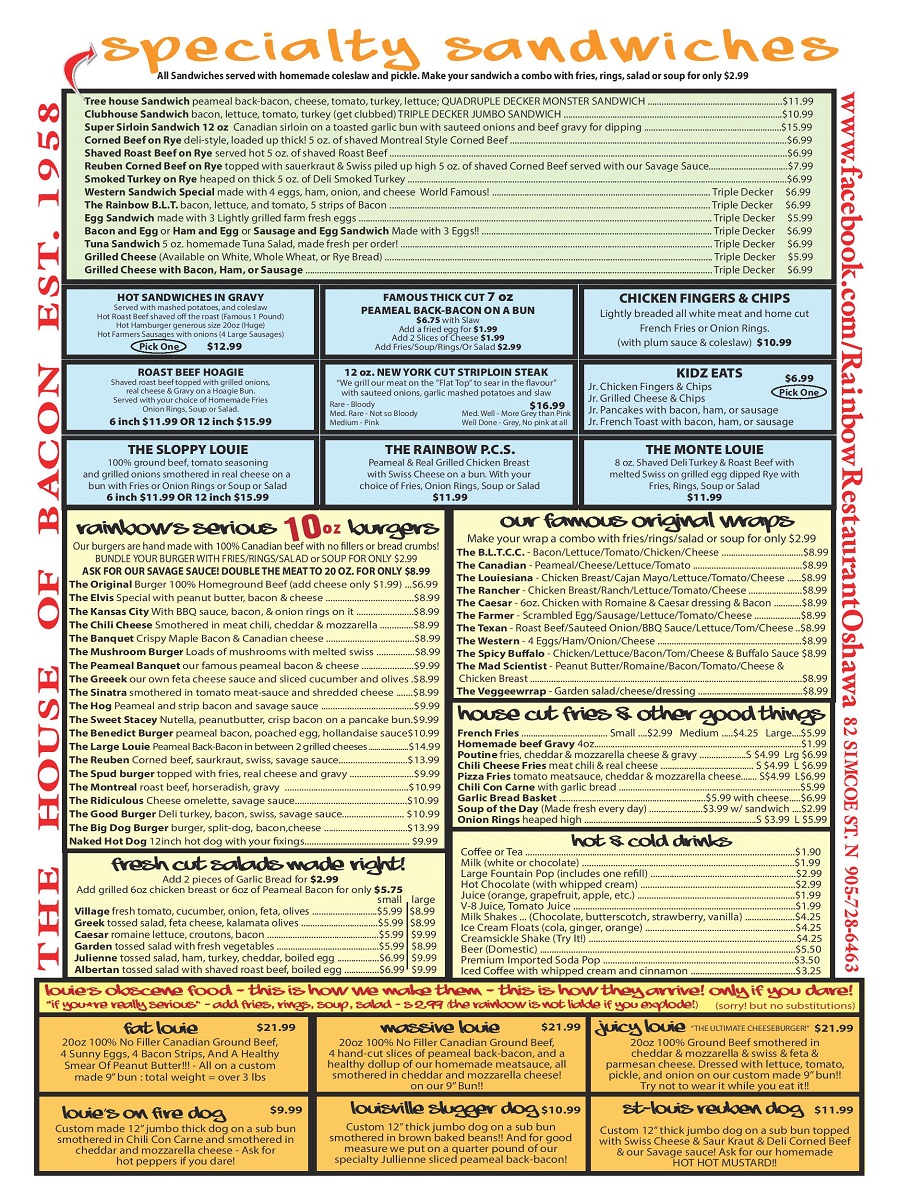 specialty sandwiches
All Sandwiches served with homemade coleslaw and pickle. Make your sandwich a combo with fries, rings, salad or soup for only $2.99
THE HOUSE OF BACON EST. 1958
Tree house Sandwich peameal back-bacon, cheese, tomato, turkey, lettuce; QUADRUPLE DECKER MONSTER SANDWICH ...$11.99
Clubhouse Sandwich bacon, lettuce, tomato, turkey (get clubbed) TRIPLE DECKER JUMBO SANDWICH ...$10.99
Super Sirloin Sandwich 12 oz Canadian sirloin on a toasted garlic bun with sauteed onions and beef gravy for dipping ...$15.99
Corned Beef on Rye deli-style, loaded up thick! 5 oz. of shaved Montreal Style Corned Beef ...$6.99
Shaved Roast Beef on Rye served hot 5 oz. of shaved Roast Beef ...$6.99
Reuben Corned Beef on Rye topped with sauerkraut & Swiss piled up high 5 oz. of shaved Corned Beef served with our Savage Sauce...$7.99
Smoked Turkey on Rye heaped on thick 5 oz. of Deli Smoked Turkey ...$6.99
Western Sandwich Special made with 4 eggs, ham, onion, and cheese World Famous! ... Triple Decker $6.99
The Rainbow B.L.T. bacon, lettuce, and tomato, 5 strips of Bacon ... Triple Decker $6.99
Egg Sandwich made with 3 Lightly grilled farm fresh eggs ... Triple Decker $5.99
Bacon and Egg or Ham and Egg or Sausage and Egg Sandwich Made with 3 Eggs!! ... Triple Decker $6.99
Tuna Sandwich 5 oz. homemade Tuna Salad, made fresh per order! ... Triple Decker $6.99
Grilled Cheese (Available on White, Whole Wheat, or Rye Bread) ... Triple Decker $5.99
Grilled Cheese with Bacon, Ham, or Sausage ... Triple Decker $6.99
www.facebook.com/RainbowRestaurantOshawa 82 SIMCOE ST. N 905-728-6463
HOT SANDWICHES IN GRAVY
Served with mashed potatoes, and coleslaw
Hot Roast Beef shaved off the roast (Famous 1 Pound)
Hot Hamburger generous size 20oz (Huge)
Hot Farmers Sausages with onions (4 Large Sausages)
Pick One $12.99
FAMOUS THICK CUT 7 oz
PEAMEAL BACK-BACON ON A BUN
$6.75 with Slaw
Add a fried egg for $1.99
Add 2 Slices of Cheese $1.99
Add Fries/Soup/Rings/Or Salad $2.99
CHICKEN FINGERS & CHIPS
Lightly breaded all white meat and home cut
French Fries or Onion Rings.
(with plum sauce & coleslaw) $10.99
ROAST BEEF HOAGIE
Shaved roast beef topped with grilled onions,
real cheese & Gravy on a Hoagie Bun.
Served with your choice of Homemade Fries
Onion Rings, Soup or Salad.
6 inch $11.99 OR 12 inch $15.99
12 oz. NEW YORK CUT STRIPLOIN STEAK
"We grill our meat on the "Flat Top" to sear in the flavour"
with sauteed onions, garlic mashed potatoes and slaw
$16.99
Rare - Bloody
Med. Rare - Not so Bloody Med. Well - More Grey than Pink
Medium - Pink Well Done - Grey, No pink at all
KIDZ EATS
$6.99
Pick One
Jr. Chicken Fingers & Chips
Jr. Grilled Cheese & Chips
Jr. Pancakes with bacon, ham, or sausage
Jr. French Toast with bacon, ham, or sausage
THE SLOPPY LOUIE
100% ground beef, tomato seasoning
and grilled onions smothered in real cheese on a
bun with Fries or Onion Rings or Soup or Salad
6 inch $11.99 OR 12 inch $15.99
THE RAINBOW P.C.S.
Peameal & Real Grilled Chicken Breast
with Swiss Cheese on a bun. With your
choice of Fries, Onion Rings, Soup or Salad
$11.99
THE MONTE LOUIE
8 oz. Shaved Deli Turkey & Roast Beef with
melted Swiss on grilled egg dipped Rye with
Fries, Rings, Soup or Salad
$11.99
rainbow's serious 10oz burgers
Our burgers are hand made with 100% Canadian beef with no fillers or bread crumbs!
BUNDLE YOUR BURGER WITH FRIES/RINGS/SALAD or SOUP FOR ONLY $2.99
ASK FOR OUR SAVAGE SAUCE! DOUBLE THE MEAT TO 20 OZ. FOR ONLY $8.99
The Original Burger 100% Homeground Beef (add cheese only $1.99) ...$6.99
The Elvis Special with peanut butter, bacon & cheese ...$8.99
The Kansas City With BBQ sauce, bacon, & onion rings on it ...$8.99
The Chili Cheese Smothered in meat chili, cheddar & mozzarella ...$8.99
The Banquet Crispy Maple Bacon & Canadian cheese ...$8.99
The Mushroom Burger Loads of mushrooms with melted swiss ...$8.99
The Peameal Banquet our famous peameal bacon & cheese ...$9.99
The Greeek our own feta cheese sauce and sliced cucumber and olives .$8.99
The Sinatra smothered in tomato meat-sauce and shredded cheese ...$8.99
The Hog Peameal and strip bacon and savage sauce ...$9.99
The Sweet Stacey Nutella, peanutbutter, crisp bacon on a pancake bun.$9.99
The Benedict Burger peameal bacon, poached egg, hollandaise sauce$10.99
The Large Louie Peameal Back-Bacon in between 2 grilled cheeses ...$14.99
The Reuben Corned beef, saurkraut, swiss, savage sauce...$13.99
The Spud burger topped with fries, real cheese and gravy ...$9.99
The Montreal roast beef, horseradish, gravy ...$10.99
The Ridiculous Cheese omelette, savage sauce...$10.99
The Good Burger Deli turkey, bacon, swiss, savage sauce... $10.99
The Big Dog Burger burger, split-dog, bacon,cheese ...$13.99
Naked Hot Dog 12inch hot dog with your fixings... $9.99
our famous original wraps
Make your wrap a combo with fries/rings/salad or soup for only $2.99
The B.L.T.C.C. - Bacon/Lettuce/Tomato/Chicken/Cheese ...$8.99
The Canadian - Peameal/Cheese/Lettuce/Tomato ...$8.99
The Louiesiana - Chicken Breast/Cajan Mayo/Lettuce/Tomato/Cheese ...$8.99
The Rancher - Chicken Breast/Ranch/Lettuce/Tomato/Cheese ...$8.99
The Caesar - 6oz. Chicken with Romaine & Caesar dressing & Bacon ...$8.99
The Farmer - Scrambled Egg/Sausage/Lettuce/Tomato/Cheese ...$8.99
The Texan - Roast Beef/Sauteed Onion/BBQ Sauce/Lettuce/Tom/Cheese ..$8.99
The Western - 4 Eggs/Ham/Onion/Cheese ...$8.99
The Spicy Buffalo - Chicken/Lettuce/Bacon/Tom/Cheese & Buffalo Sauce $8.99
The Mad Scientist - Peanut Butter/Romaine/Bacon/Tomato/Cheese &
Chicken Breast ...$8.99
The Veggeewrap - Garden salad/cheese/dressing ...$8.99
house cut fries & other good things
French Fries ... Small ....$2.99 Medium .....$4.25 Large....$5.99
Homemade beef Gravy 4oz...$1.99
Poutine fries, cheddar & mozzarella cheese & gravy ... S $4.99 Lrg $6.99
Chili Cheese Fries meat chili & real cheese ... S $4.99 L $6.99
Pizza Fries tomato meatsauce, cheddar & mozzarella cheese...... S$4.99 L$6.99
Chili Con Carne with garlic bread ...$5.99
Garlic Bread Basket ...$5.99 with cheese.....$6.99
Soup of the Day (Made fresh every day) ...$3.99 w/ sandwich ....$2.99
Onion Rings heaped high ...S $3.99 L $5.99
hot & cold drinks
Coffee or Tea ...$1.90
Milk (white or chocolate) ...$1.99
Large Fountain Pop (includes one refill) ...$2.99
Hot Chocolate (with whipped cream) ...$2.99
Juice (orange, grapefruit, apple, etc.) ...$1.99
V-8 Juice, Tomato Juice ...$1.99
Milk Shakes ... (Chocolate, butterscotch, strawberry, vanilla) ...$4.25
Ice Cream Floats (cola, ginger, orange) ...$4.25
Creamsickle Shake (Try It!) ...$4.25
Beer (Domestic) ...$5.50
Premium Imported Soda Pop ...$3.50
Iced Coffee with whipped cream and cinnamon ...$3.25
fresh cut salads made right!
Add 2 pieces of Garlic Bread for $2.99
Add grilled 6oz chicken breast or 6oz of Peameal Bacon for only $5.75
small large
Village fresh tomato, cucumber, onion, feta, olives ...$5.99 $8.99
Greek tossed salad, feta cheese, kalamata olives ...$5.99 $8.99
Caesar romaine lettuce, croutons, bacon ...$5.99 $9.99
Garden tossed salad with fresh vegetables ...$5.99 $8.99
Julienne tossed salad, ham, turkey, cheddar, boiled egg ...$6.99 $9.99
Albertan tossed salad with shaved roast beef, boiled egg ...$6.99 $9.99
louie's obscene food - this is how we make them - this is how they arrive! only if you dare!
"if you're really serious" - add fries, rings, soup, salad - $2.99 (the rainbow is not liable if you explode!) (sorry! but no substitutions)
fat louie $21.99
20oz 100% No Filler Canadian Ground Beef,
4 Sunny Eggs, 4 Bacon Strips, And A Healthy
Smear Of Peanut Butter!!! - All on a custom
made 9" bun : total weight = over 3 lbs
massive louie $21.99
20oz 100% No Filler Canadian Ground Beef,
4 hand-cut slices of peameal back-bacon, and a
healthy dollup of our homemade meatsauce, all
smothered in cheddar and mozzarella cheese!
on our 9" Bun!!
juicy louie "THE ULTIMATE CHEESEBURGER!" $21.99
20oz 100% Ground Beef smothered in
cheddar & mozzarella & swiss & feta &
parmesan cheese. Dressed with lettuce, tomato,
pickle, and onion on our custom made 9" bun!!
Try not to wear it while you eat it!!
louie's on fire dog $9.99
Custom made 12" jumbo thick dog on a sub bun
smothered in Chili Con Carne and smothered in
cheddar and mozzarella cheese - Ask for
hot peppers if you dare!
louisville slugger dog $10.99
Custom 12" thick jumbo dog on a sub bun
smothered in brown baked beans!! And for good
measure we put on a quarter pound of our
specialty Jullienne sliced peameal back-bacon!
st-louis reuben dog $11.99
Custom 12" thick jumbo dog on a sub bun topped
with Swiss Cheese & Saur Kraut & Deli Corned Beef
& our Savage sauce! Ask for our homemade
HOT HOT MUSTARD!!